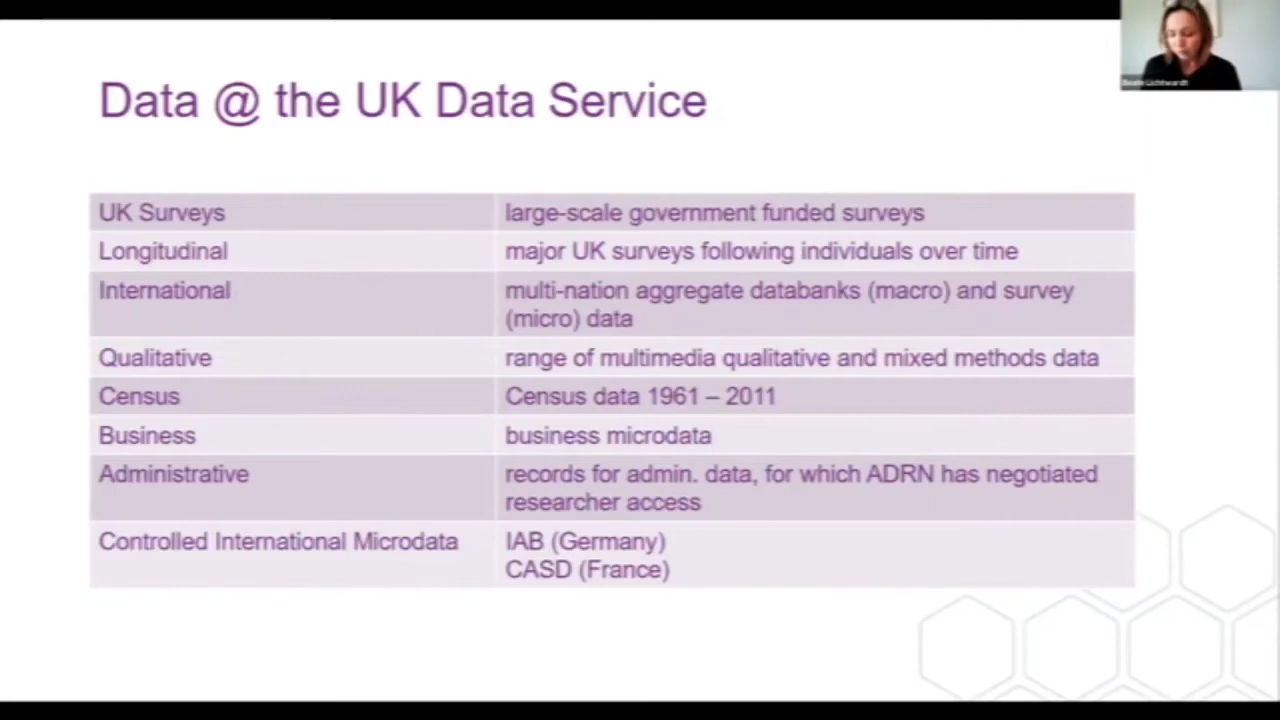 Data @ the UK Data Service
UK Surveys
large-scale government funded surveys
Longitudinal
major UK surveys following individuals over time
International
multi-nation aggregate databanks (macro) and survey
(micro) data
Qualitative
range of multimedia qualitative and mixed methods data
Census
Census data 1961 – 2011
Business
business microdata
Administrative
records for admin. data, for which ADRN has negotiated
researcher access
Controlled International Microdata
IAB (Germany)
CASD (France)